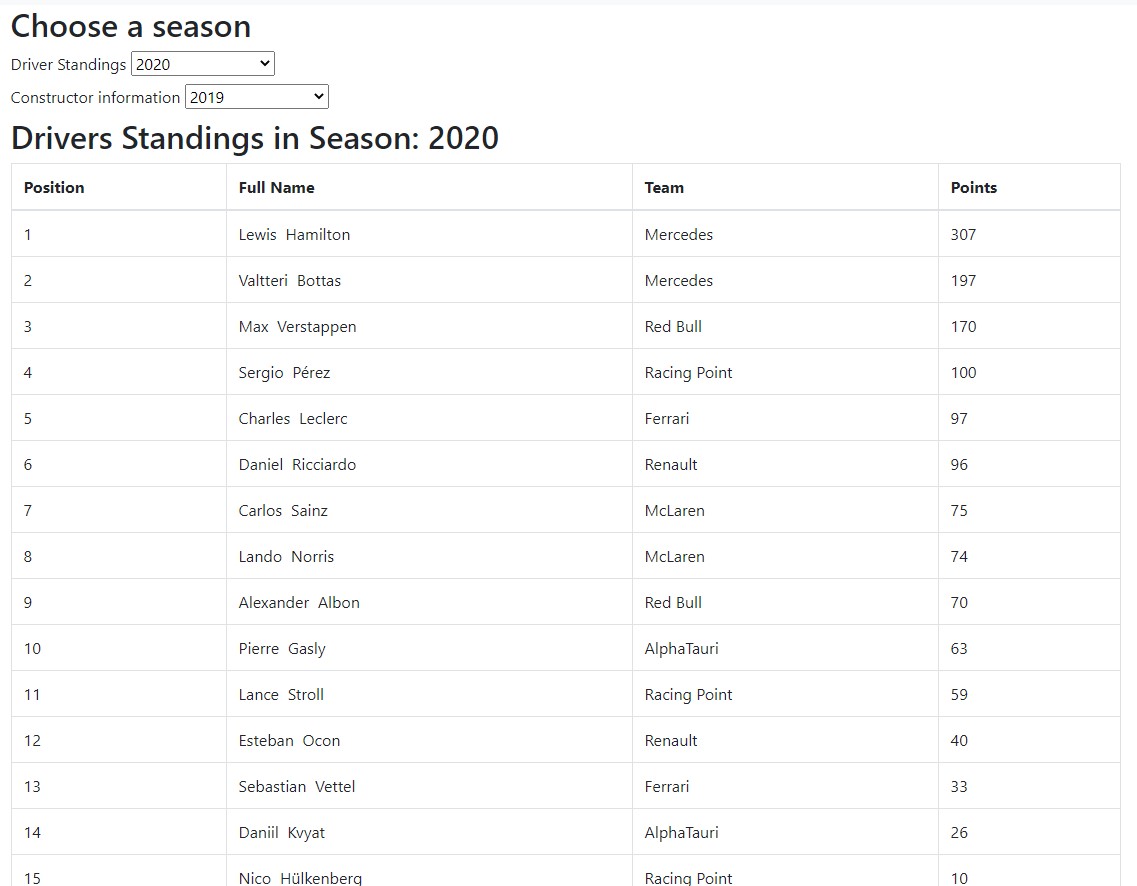 Choose a season
Driver Standings 2020
Constructor information 2019
Drivers Standings in Season: 2020
Position Full Name Team Points
1 Lewis Hamilton Mercedes 307
2 Valtteri Bottas Mercedes 197
3 Max Verstappen Red Bull 170
4 Sergio Pérez Racing Point 100
5 Charles Leclerc Ferrari 97
6 Daniel Ricciardo Renault 96
7 Carlos Sainz McLaren 75
8 Lando Norris McLaren 74
9 Alexander Albon Red Bull 70
10 Pierre Gasly AlphaTauri 63
11 Lance Stroll Racing Point 59
12 Esteban Ocon Renault 40
13 Sebastian Vettel Ferrari 33
14 Daniil Kvyat AlphaTauri 26
15 Nico Hülkenberg Racing Point 10